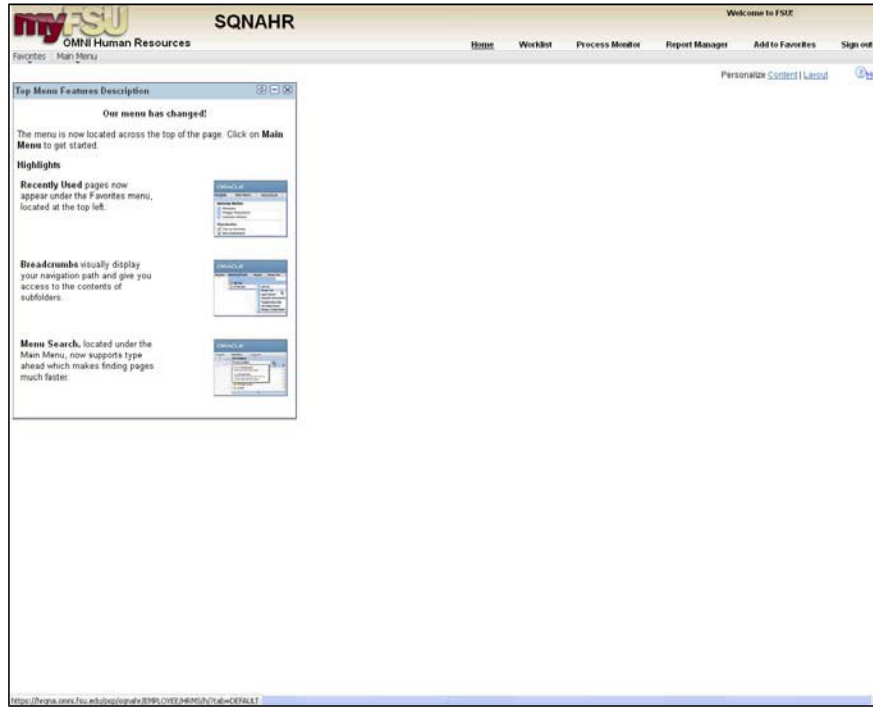 myFSU
SQNAHR
Welcome to FSU!
OMNI Human Resources
Home Worklist Process Monitor Report Manager Add to Favorites Sign out
Favorites Main Menu
Personalize Content | Layout
Top Menu Features Description
Our menu has changed!
The menu is now located across the top of the page. Click on Main
Menu to get started.
Highlights
Recently Used pages now
appear under the Favorites menu,
located at the top left.
ORACLE
Breadcrumbs visually display
your navigation path and give you
access to the contents of
subfolders.
ORACLE
Menu Search, located under the
Main Menu, now supports type
ahead which makes finding pages
much faster.
ORACLE